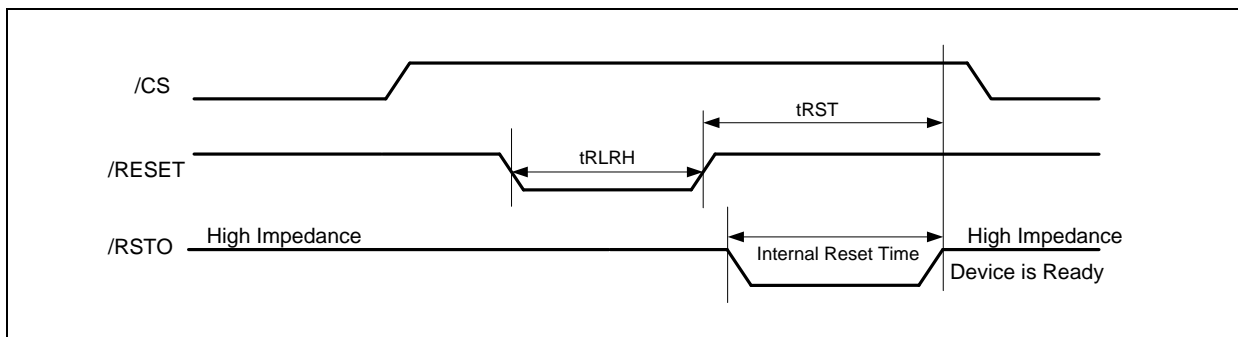 /CS
tRST
/RESET
tRLRH
/RSTO
High Impedance
Internal Reset Time
High Impedance
Device is Ready